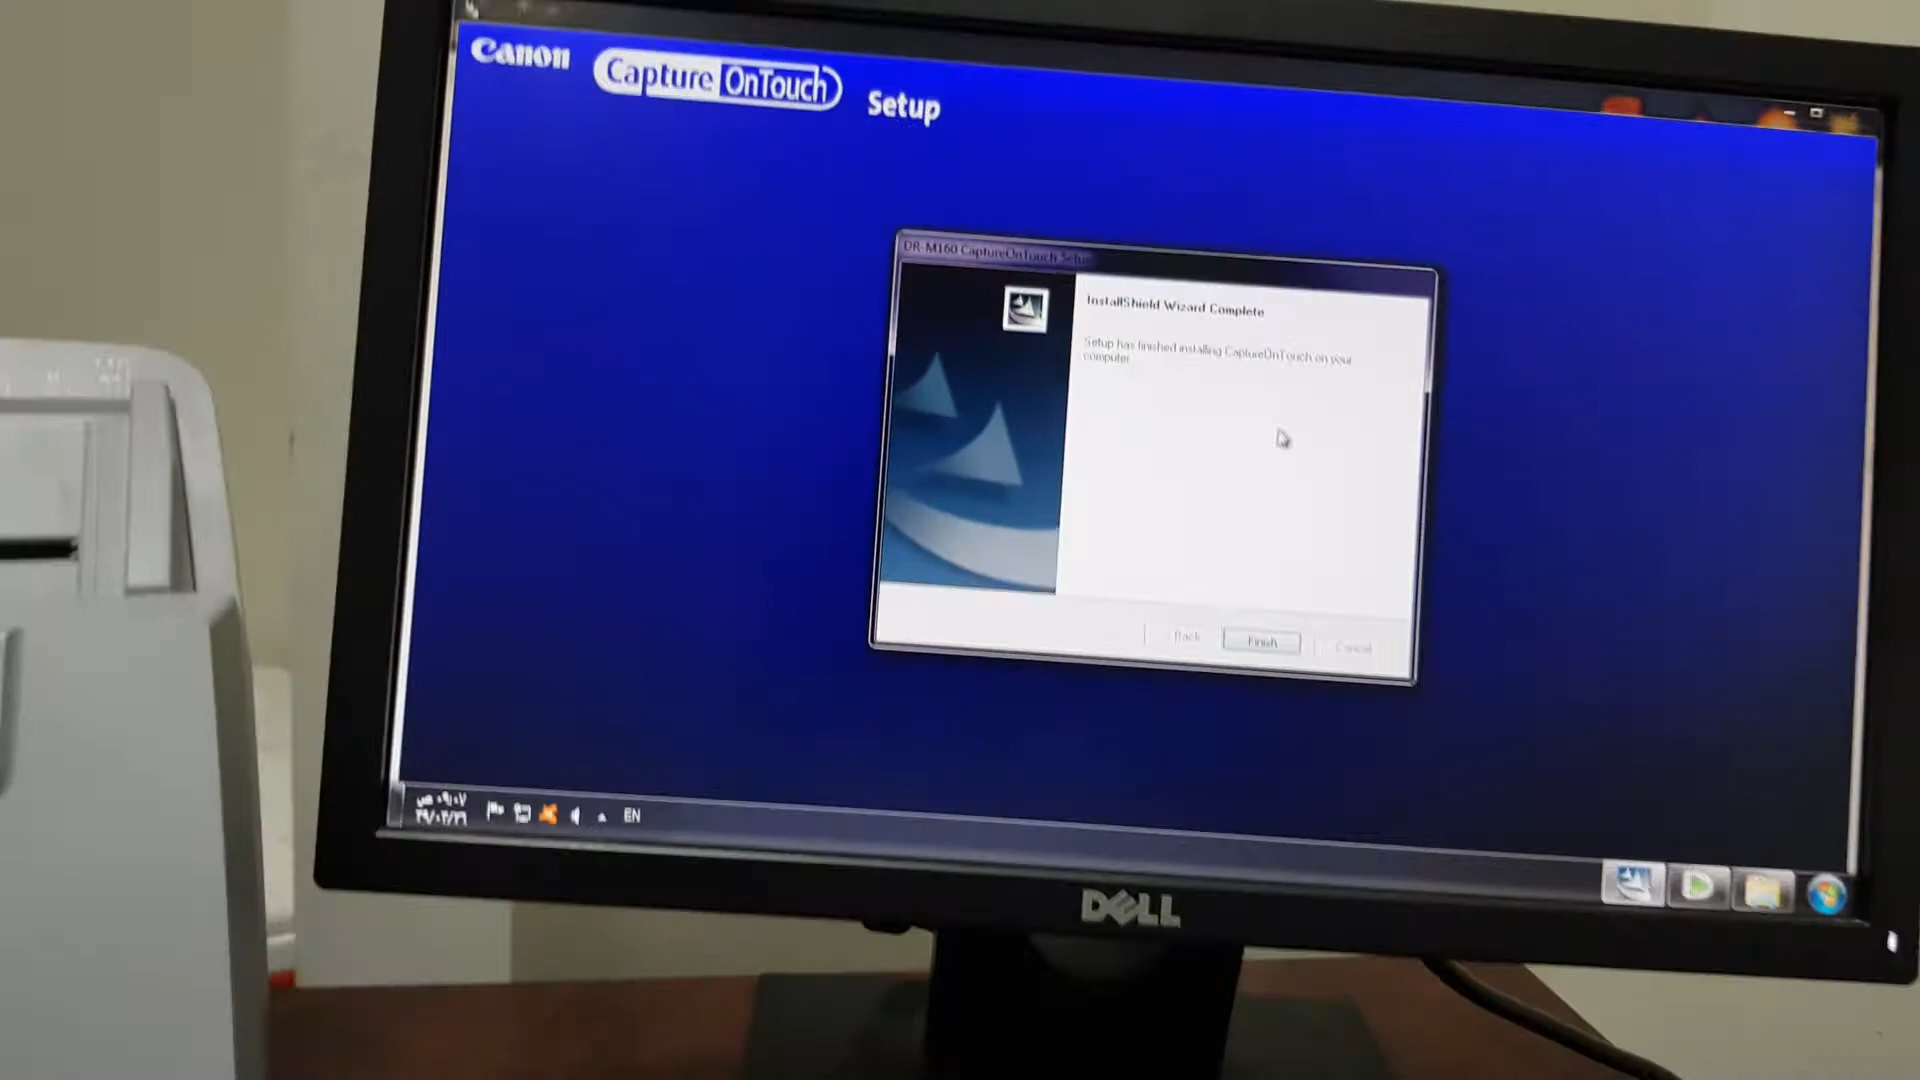 Canon
Capture OnTouch
Setup
DR-M160 CaptureOnTouch Setup
InstallShield Wizard Complete
Setup has finished installing CaptureOnTouch on your
computer.
Back
Finish
Cancel
EN
DELL